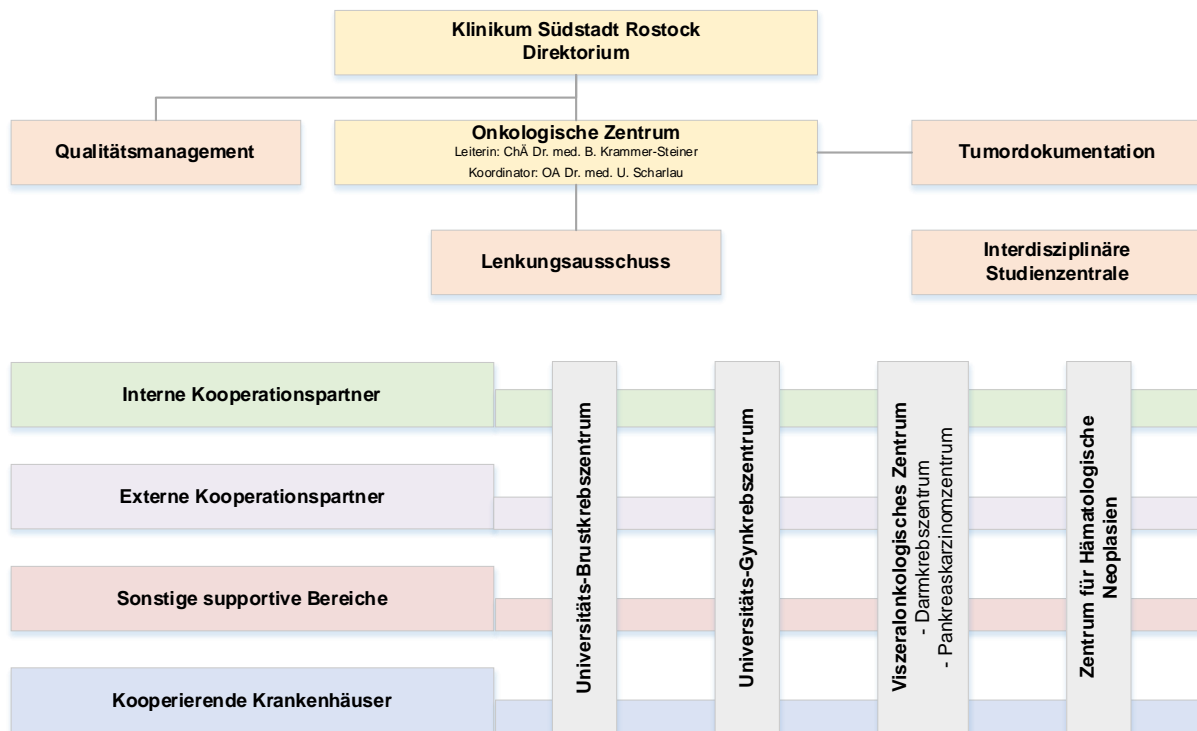 Klinikum Südstadt Rostock
Direktorium
Qualitätsmanagement
Onkologische Zentrum
Leiterin: ChÄ Dr. med. B. Krammer-Steiner
Koordinator: OA Dr. med. U. Scharlau
Tumordokumentation
Lenkungsausschuss
Interdisziplinäre
Studienzentrale
Interne Kooperationspartner
Externe Kooperationspartner
Sonstige supportive Bereiche
Kooperierende Krankenhäuser
Universitäts-Brustkrebszentrum
Universitäts-Gynkrebszentrum
Viszeralonkologisches Zentrum
- Darmkrebszentrum
- Pankreaskarzinomzentrum
Zentrum für Hämatologische
Neoplasien